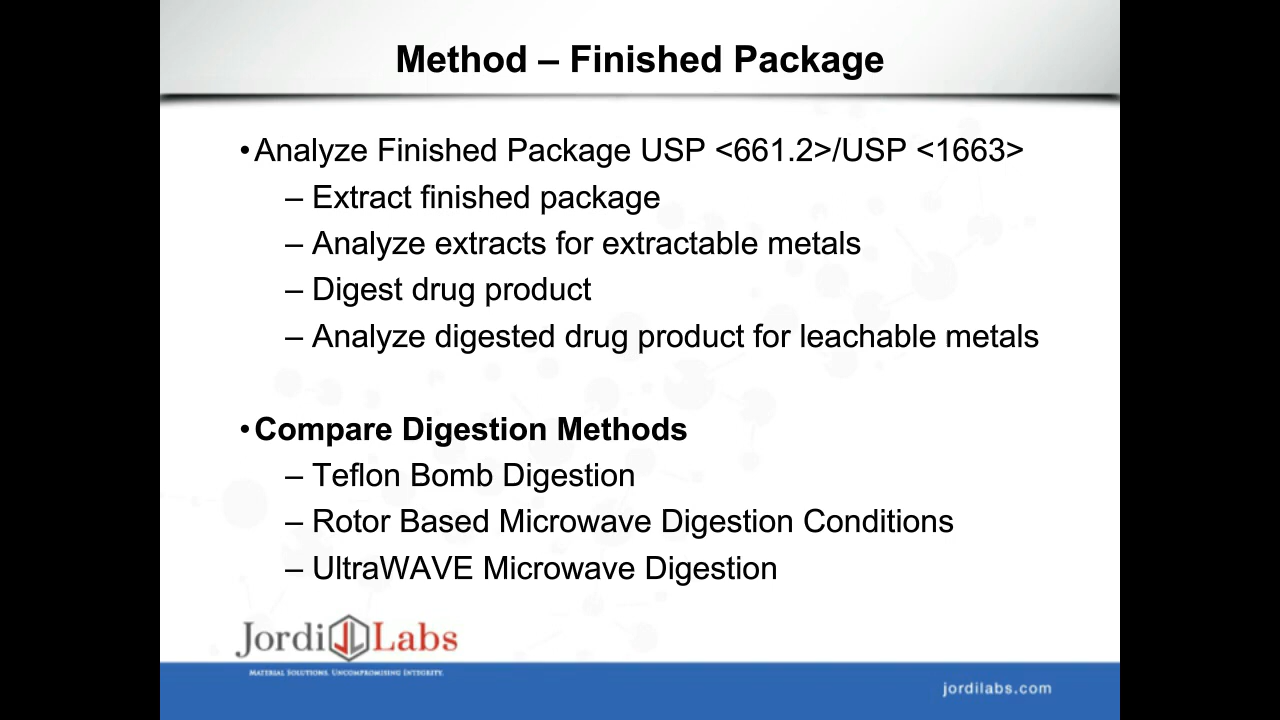 Method – Finished Package
•Analyze Finished Package USP <661.2>/USP <1663>
– Extract finished package
– Analyze extracts for extractable metals
– Digest drug product
– Analyze digested drug product for leachable metals
•Compare Digestion Methods
– Teflon Bomb Digestion
– Rotor Based Microwave Digestion Conditions
– UltraWAVE Microwave Digestion
Jordi JL Labs
Material Solutions. Uncompromising Integrity.
jordilabs.com